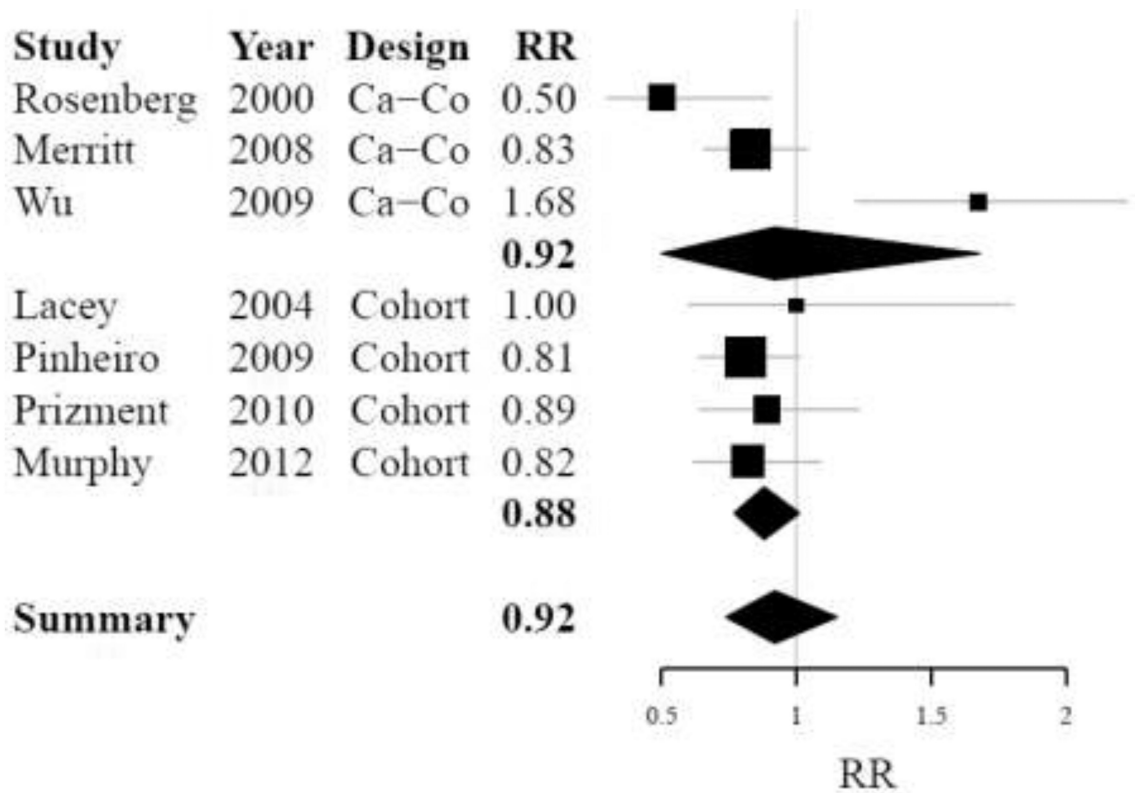 Study Year Design RR
Rosenberg 2000 Ca−Co 0.50
Merritt 2008 Ca−Co 0.83
Wu 2009 Ca−Co 1.68
0.92
Lacey 2004 Cohort 1.00
Pinheiro 2009 Cohort 0.81
Prizment 2010 Cohort 0.89
Murphy 2012 Cohort 0.82
0.88
Summary 0.92
0.5 1 1.5 2
RR